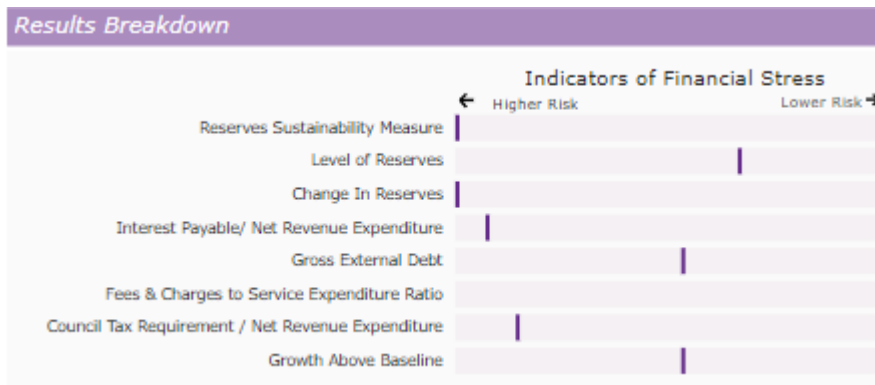 Results Breakdown
Indicators of Financial Stress
← Higher Risk Lower Risk →
Reserves Sustainability Measure
Level of Reserves
Change In Reserves
Interest Payable/ Net Revenue Expenditure
Gross External Debt
Fees & Charges to Service Expenditure Ratio
Council Tax Requirement / Net Revenue Expenditure
Growth Above Baseline